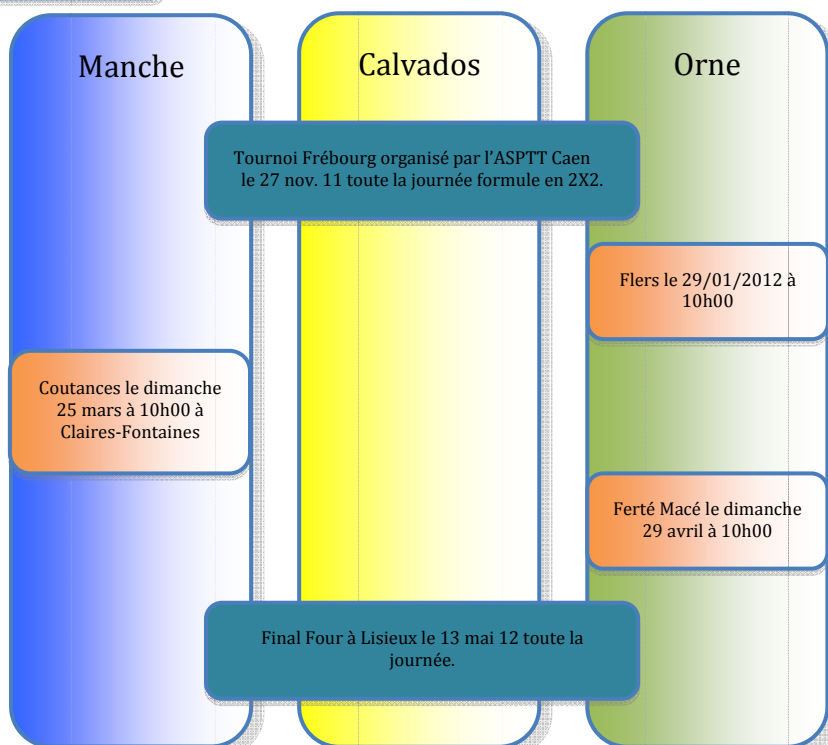 Manche
Calvados
Orne
Tournoi Frébourg organisé par l'ASPTT Caen
le 27 nov. 11 toute la journée formule en 2X2.
Flers le 29/01/2012 à
10h00
Coutances le dimanche
25 mars à 10h00 à
Claires-Fontaines
Ferté Macé le dimanche
29 avril à 10h00
Final Four à Lisieux le 13 mai 12 toute la
journée.